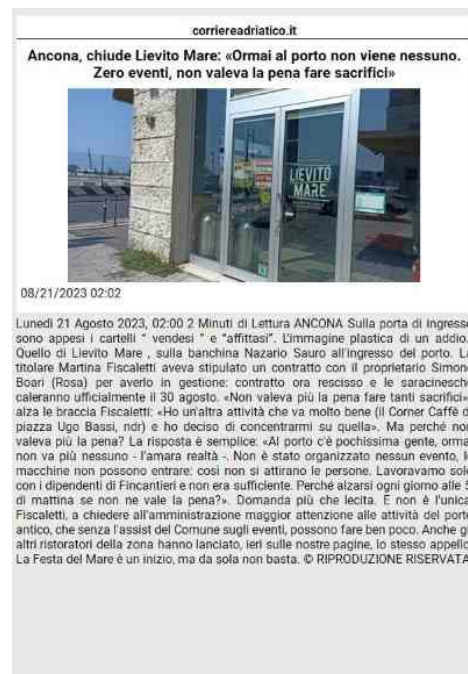 corriereadriatico.it
Ancona, chiude Lievito Mare: «Ormai al porto non viene nessuno.
Zero eventi, non valeva la pena fare sacrifici»
LIEVITO
MARE
08/21/2023 02:02
Lunedì 21 Agosto 2023, 02:00 2 Minuti di Lettura ANCONA Sulla porta di ingresso
sono appesi i cartelli “ vendesi ” e “affittasi”. L'immagine plastica di un addio.
Quello di Lievito Mare , sulla banchina Nazario Sauro all'ingresso del porto. La
titolare Martina Fiscaletti aveva stipulato un contratto con il proprietario Simone
Boari (Rosa) per averlo in gestione: contratto ora rescisso e le saracinesche
caleranno ufficialmente il 30 agosto. «Non valeva più la pena fare tanti sacrifici»
alza le braccia Fiscaletti: «Ho un'altra attività che va molto bene (il Corner Caffè di
piazza Ugo Bassi, ndr) e ho deciso di concentrarmi su quella». Ma perché non
valeva più la pena? La risposta è semplice: «Al porto c'è pochissima gente, ormai
non va più nessuno - l'amara realtà -. Non è stato organizzato nessun evento, le
macchine non possono entrare: così non si attirano le persone. Lavoravamo solo
con i dipendenti di Fincantieri e non era sufficiente. Perché alzarsi ogni giorno alle 5
di mattina se non ne vale la pena?». Domanda più che lecita. E non è l'unica
Fiscaletti, a chiedere all'amministrazione maggior attenzione alle attività del porto
antico, che senza l'assist del Comune sugli eventi, possono fare ben poco. Anche gli
altri ristoratori della zona hanno lanciato, ieri sulle nostre pagine, lo stesso appello.
La Festa del Mare è un inizio, ma da sola non basta. © RIPRODUZIONE RISERVATA